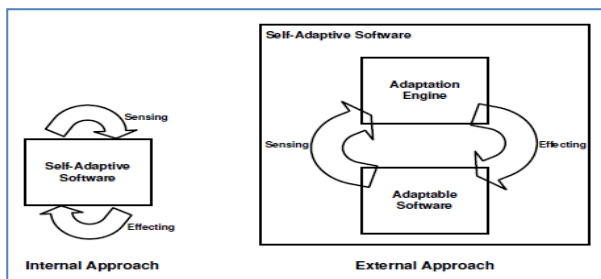 Sensing
Self-Adaptive
Software
Effecting
Internal Approach
Self-Adaptive Software
Adaptation
Engine
Sensing
Effecting
Adaptable
Software
External Approach